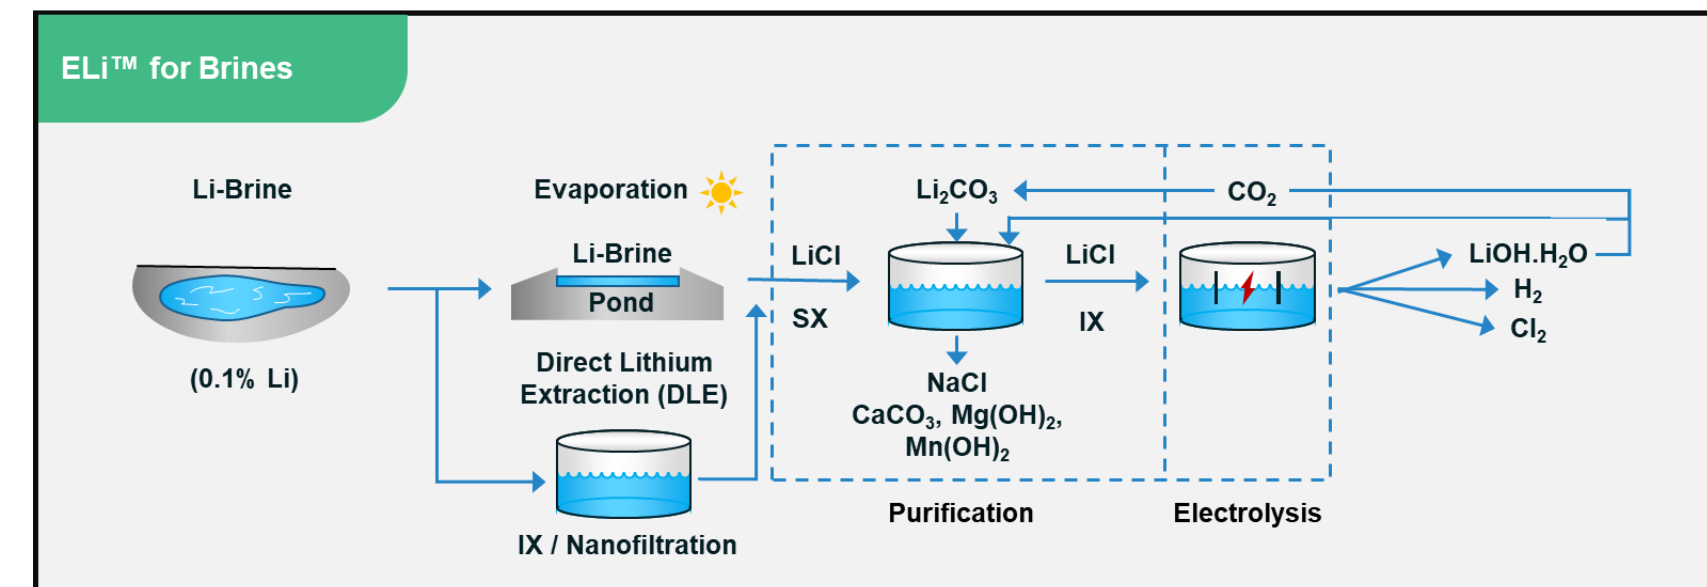 ELi™ for Brines
Li-Brine
(0.1% Li)
Evaporation
Li-Brine
Pond
Direct Lithium
Extraction (DLE)
IX / Nanofiltration
LiCl
SX
Li₂CO₃
CO₂
NaCl
CaCO₃, Mg(OH)₂,
Mn(OH)₂
LiCl
IX
LiOH.H₂O
H₂
Cl₂
Purification
Electrolysis